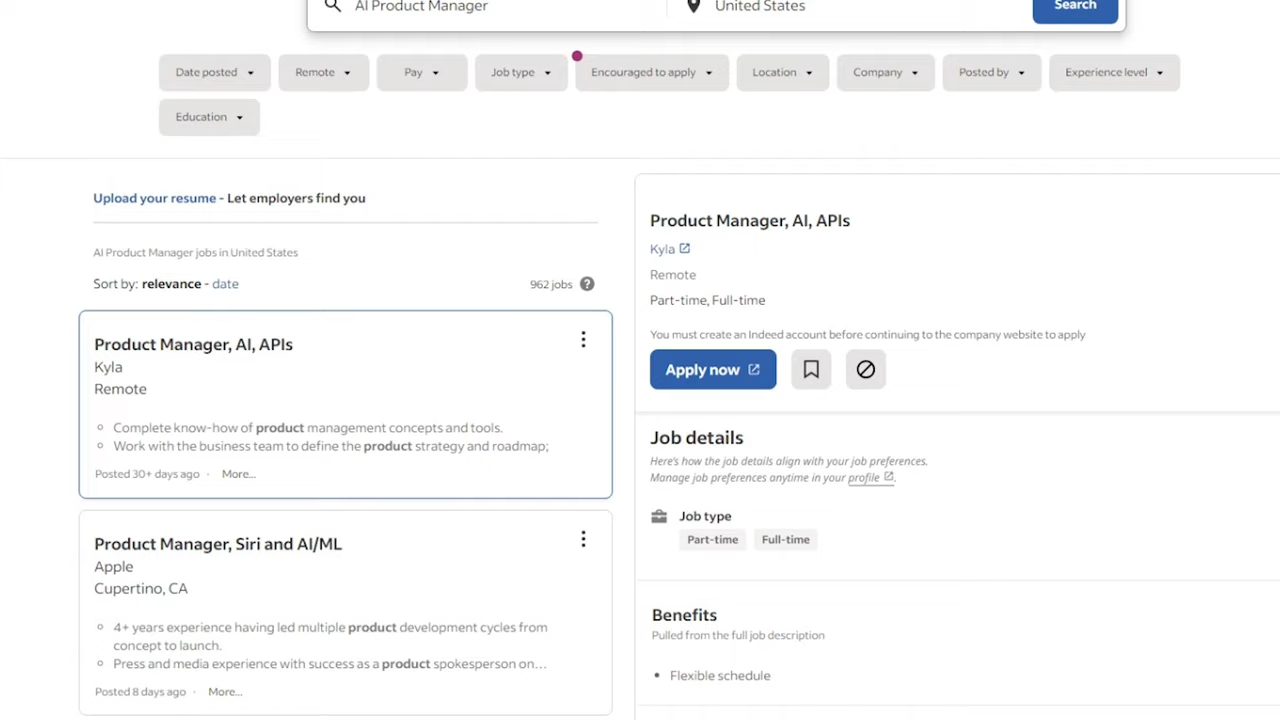 AI Product Manager
United States
Search
Date posted
Remote
Pay
Job type
Encouraged to apply
Location
Company
Posted by
Experience level
Education
Upload your resume - Let employers find you
AI Product Manager jobs in United States
Sort by: relevance - date
962 jobs ?
Product Manager, AI, APIs
Kyla
Remote
Complete know-how of product management concepts and tools.
Work with the business team to define the product strategy and roadmap;
Posted 30+ days ago · More...
Product Manager, Siri and AI/ML
Apple
Cupertino, CA
4+ years experience having led multiple product development cycles from
concept to launch.
Press and media experience with success as a product spokesperson on…
Posted 8 days ago · More...
Product Manager, AI, APIs
Kyla
Remote
Part-time, Full-time
You must create an Indeed account before continuing to the company website to apply
Apply now
Job details
Here's how the job details align with your job preferences.
Manage job preferences anytime in your profile.
Job type
Part-time
Full-time
Benefits
Pulled from the full job description
Flexible schedule